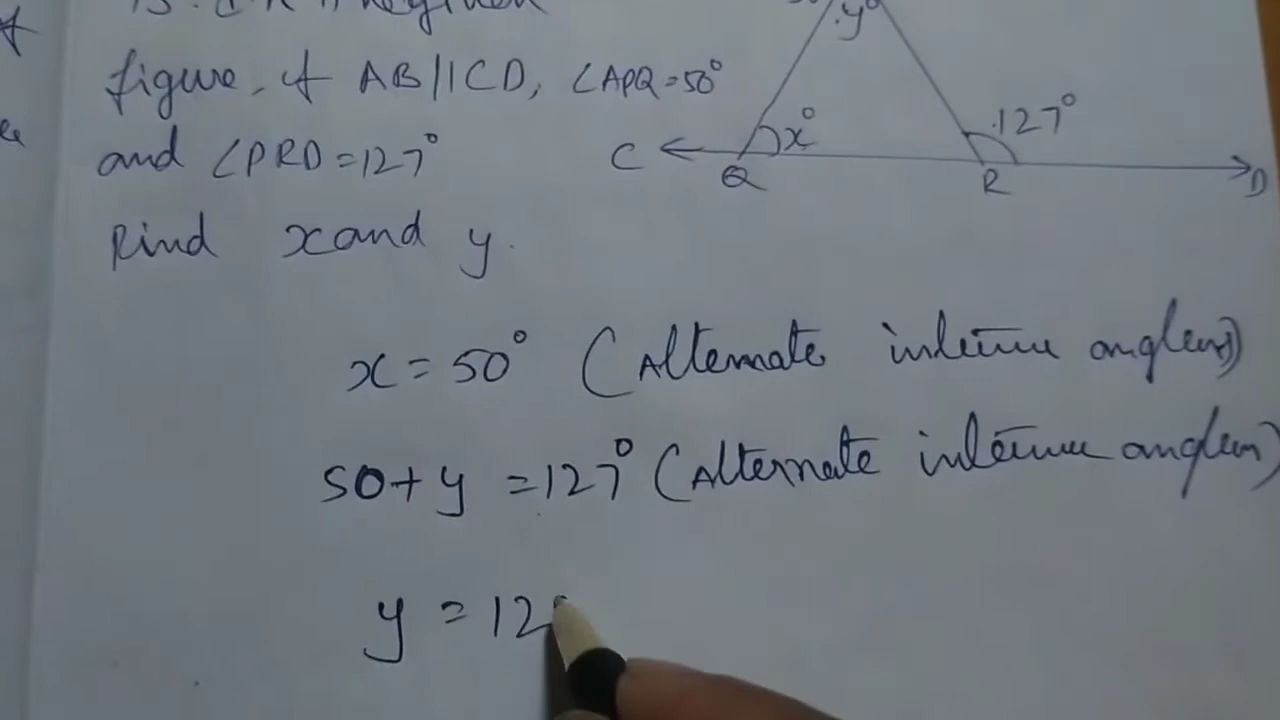 figure, if AB||CD, ∠APQ=50°
and ∠PRD=127°
Find x and y.
y°
x°
127°
C
Q
R
D
x=50° (Alternate interior angles)
50+y =127° (Alternate interior angles)
y =12